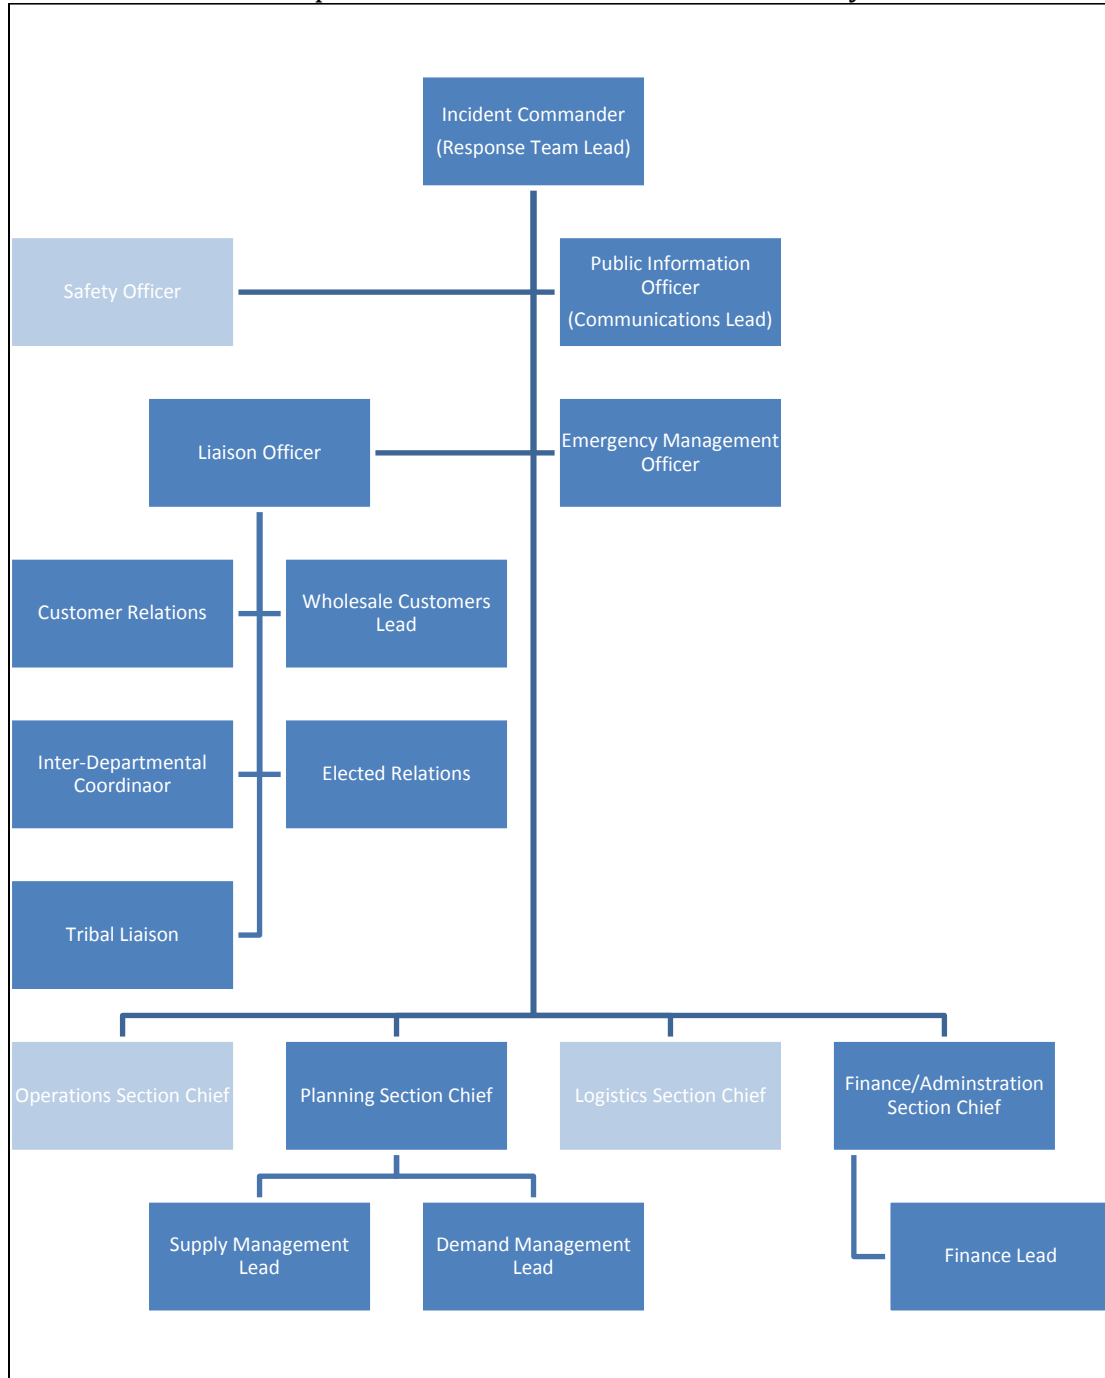 Incident Commander
(Response Team Lead)
Safety Officer
Public Information
Officer
(Communications Lead)
Liaison Officer
Emergency Management
Officer
Customer Relations
Wholesale Customers
Lead
Inter-Departmental
Coordinaor
Elected Relations
Tribal Liaison
Operations Section Chief
Planning Section Chief
Logistics Section Chief
Finance/Adminstration
Section Chief
Supply Management
Lead
Demand Management
Lead
Finance Lead